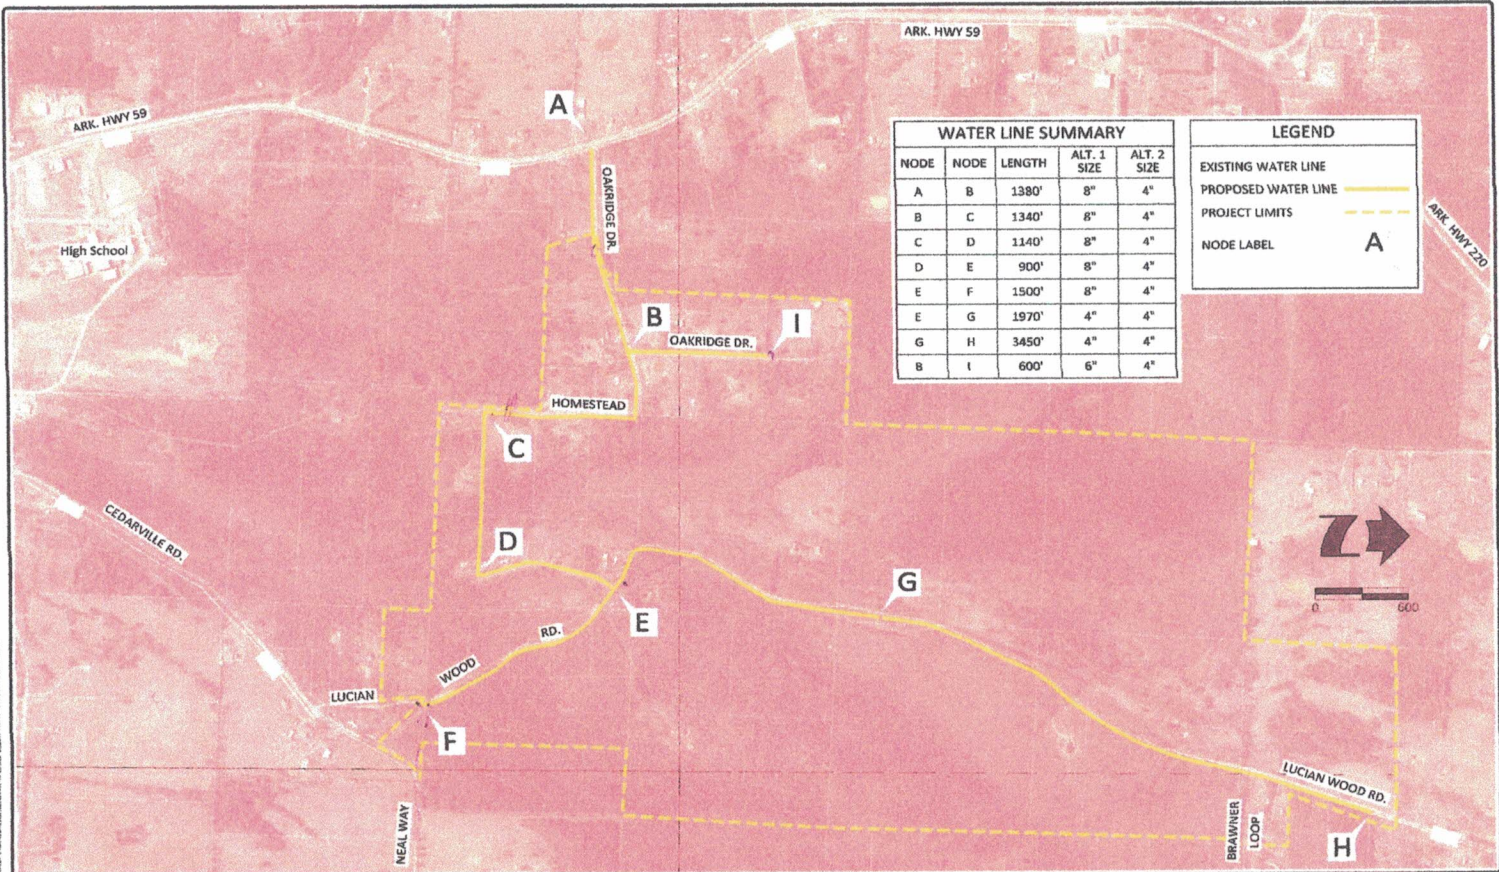 ARK. HWY 59
ARK. HWY 59
A
WATER LINE SUMMARY
NODE NODE LENGTH ALT. 1 SIZE ALT. 2 SIZE
A B 1380' 8" 4"
B C 1340' 8" 4"
C D 1140' 8" 4"
D E 900' 8" 4"
E F 1500' 8" 4"
E G 1970' 4" 4"
G H 3450' 4" 4"
B I 600' 6" 4"
LEGEND
EXISTING WATER LINE
PROPOSED WATER LINE
PROJECT LIMITS
NODE LABEL A
ARK. HWY 220
OAKRIDGE DR.
High School
B
OAKRIDGE DR.
I
HOMESTEAD
C
CEDARVILLE RD.
D
Z
0 600
G
E
RD.
WOOD
LUCIAN
F
LUCIAN WOOD RD.
NEAL WAY
BRAWNER
LOOP
H